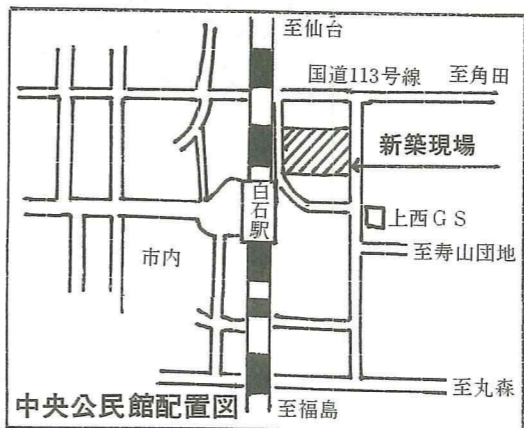 至仙台
国道113号線
至角田
新築現場
白石駅
上西GS
市内
至寿山団地
至丸森
中央公民館配置図
至福島